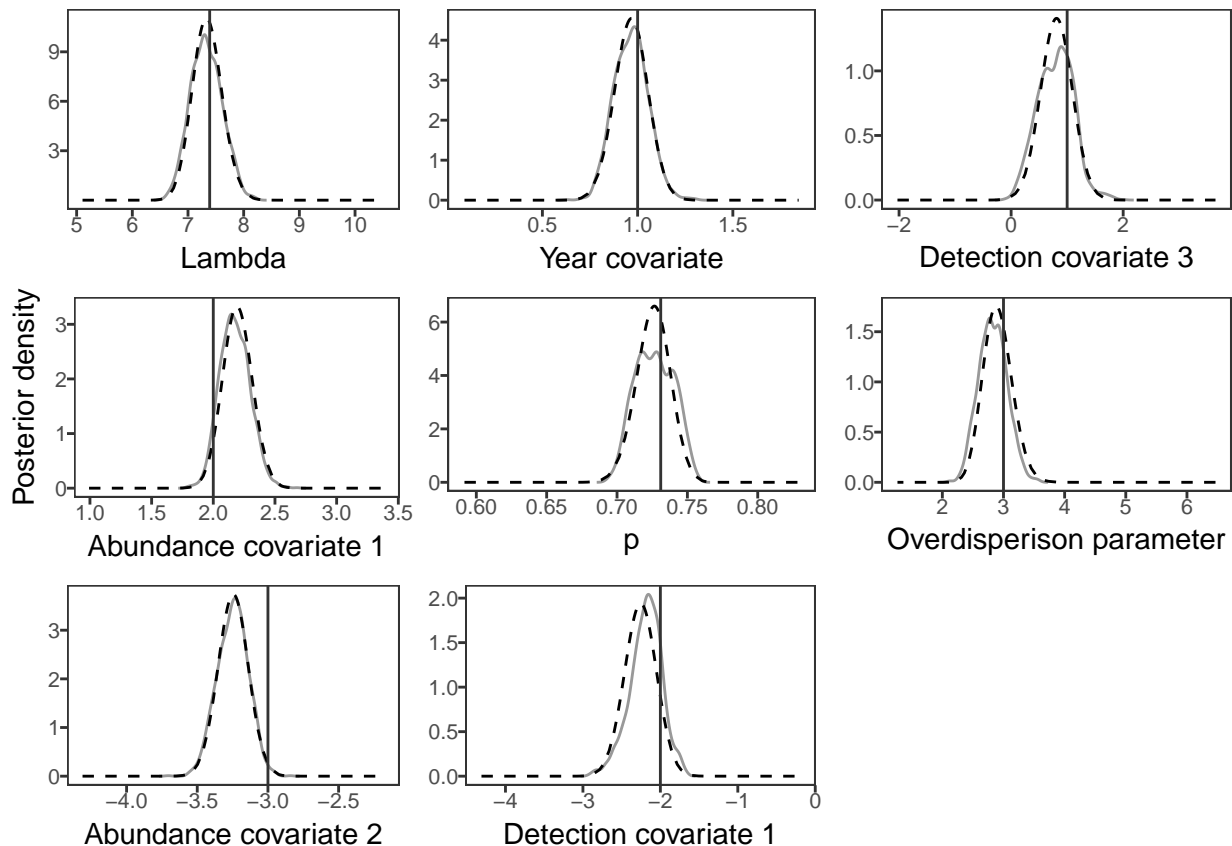 9
6
3
5 6 7 8 9 10
Lambda
4
3
2
1
0
0.5 1.0 1.5
Year covariate
1.0
0.5
0.0
−2 0 2
Detection covariate 3
Posterior density
3
2
1
0
1.0 1.5 2.0 2.5 3.0 3.5
Abundance covariate 1
6
4
2
0
0.60 0.65 0.70 0.75 0.80
p
1.5
1.0
0.5
0.0
2 3 4 5 6
Overdisperison parameter
3
2
1
0
−4.0 −3.5 −3.0 −2.5
Abundance covariate 2
2.0
1.5
1.0
0.5
0.0
−4 −3 −2 −1 0
Detection covariate 1